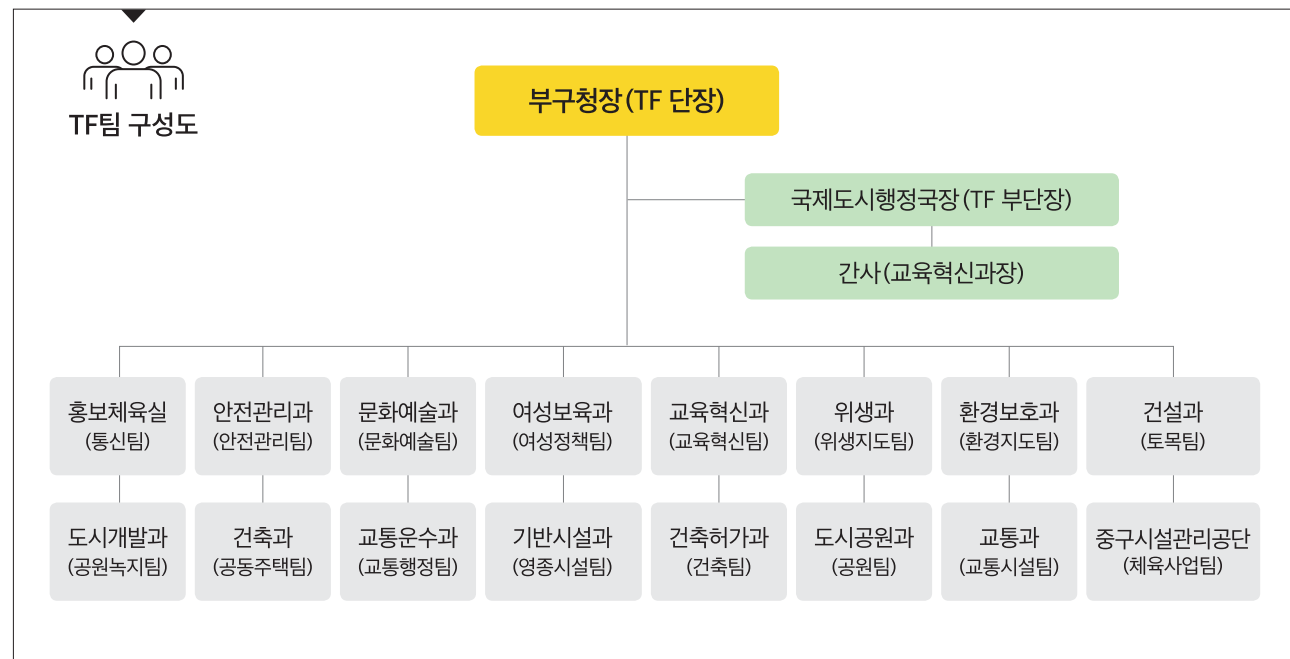 TF팀 구성도
부구청장 (TF 단장)
국제도시행정국장 (TF 부단장)
간사 (교육혁신과장)
홍보체육실
(통신팀)
안전관리과
(안전관리팀)
문화예술과
(문화예술팀)
여성보육과
(여성정책팀)
교육혁신과
(교육혁신팀)
위생과
(위생지도팀)
환경보호과
(환경지도팀)
건설과
(토목팀)
도시개발과
(공원녹지팀)
건축과
(공동주택팀)
교통운수과
(교통행정팀)
기반시설과
(영종시설팀)
건축허가과
(건축팀)
도시공원과
(공원팀)
교통과
(교통시설팀)
중구시설관리공단
(체육사업팀)